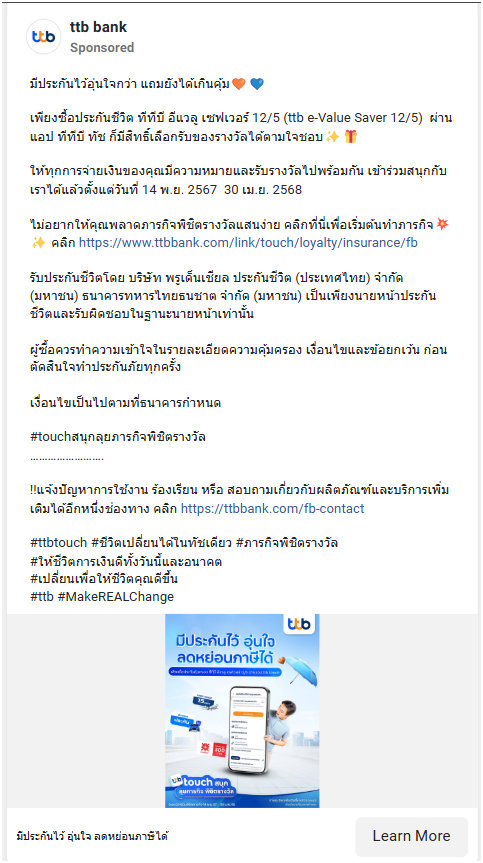 ttb
ttb bank
Sponsored
มีประกันไว้อุ่นใจกว่า แถมยังได้เกินคุ้ม🧡 💙
เพียงซื้อประกันชีวิต ทีทีบี อีแวลู เซฟเวอร์ 12/5 (ttb e-Value Saver 12/5) ผ่าน
แอป ทีทีบี ทัช ก็มีสิทธิ์เลือกรับของรางวัลได้ตามใจชอบ✨ 🎁
ให้ทุกการจ่ายเงินของคุณมีความหมายและรับรางวัลไปพร้อมกัน เข้าร่วมสนุกกับ
เราได้แล้วตั้งแต่วันที่ 14 พ.ย. 2567 30 เม.ย. 2568
ไม่อยากให้คุณพลาดภารกิจพิชิตรางวัลแสนง่าย คลิกที่นี่เพื่อเริ่มต้นทำภารกิจ💥
✨ คลิก https://www.ttbbank.com/link/touch/loyalty/insurance/fb
รับประกันชีวิตโดย บริษัท พรูเด็นเชียล ประกันชีวิต (ประเทศไทย) จำกัด
(มหาชน) ธนาคารทหารไทยธนชาต จำกัด (มหาชน) เป็นเพียงนายหน้าประกัน
ชีวิตและรับผิดชอบในฐานะนายหน้าเท่านั้น
ผู้ซื้อควรทำความเข้าใจในรายละเอียดความคุ้มครอง เงื่อนไขและข้อยกเว้น ก่อน
ตัดสินใจทำประกันภัยทุกครั้ง
เงื่อนไขเป็นไปตามที่ธนาคารกำหนด
#touchสนุกลุยภารกิจพิชิตรางวัล
.........................
!!แจ้งปัญหาการใช้งาน ร้องเรียน หรือ สอบถามเกี่ยวกับผลิตภัณฑ์และบริการเพิ่ม
เติมได้อีกหนึ่งช่องทาง คลิก https://ttbbank.com/fb-contact
#ttbtouch #ชีวิตเปลี่ยนได้ในทัชเดียว #ภารกิจพิชิตรางวัล
#ให้ชีวิตการเงินดีทั้งวันนี้และอนาคต
#เปลี่ยนเพื่อให้ชีวิตคุณดีขึ้น
#ttb #MakeREALChange
ttb
มีประกันไว้ อุ่นใจ
ลดหย่อนภาษีได้
ttb touch สนุก
ลุยภารกิจ พิชิตรางวัล
มีประกันไว้ อุ่นใจ ลดหย่อนภาษีได้
Learn More